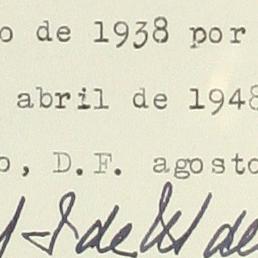 o de 1938 por
abril de 1948
o, D.F. agosto